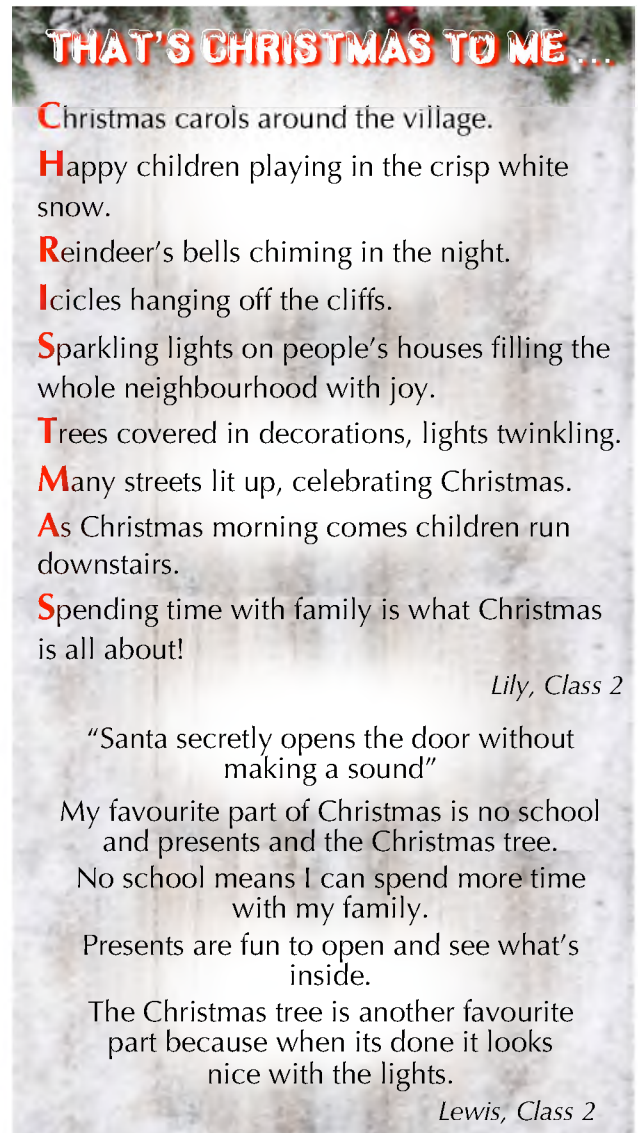 THAT'S CHRISTMAS TO ME ...
Christmas carols around the village.
Happy children playing in the crisp white
snow.
Reindeer's bells chiming in the night.
Icicles hanging off the cliffs.
Sparkling lights on people's houses filling the
whole neighbourhood with joy.
Trees covered in decorations, lights twinkling.
Many streets lit up, celebrating Christmas.
As Christmas morning comes children run
downstairs.
Spending time with family is what Christmas
is all about!
Lily, Class 2
“Santa secretly opens the door without
making a sound”
My favourite part of Christmas is no school
and presents and the Christmas tree.
No school means I can spend more time
with my family.
Presents are fun to open and see what's
inside.
The Christmas tree is another favourite
part because when its done it looks
nice with the lights.
Lewis, Class 2